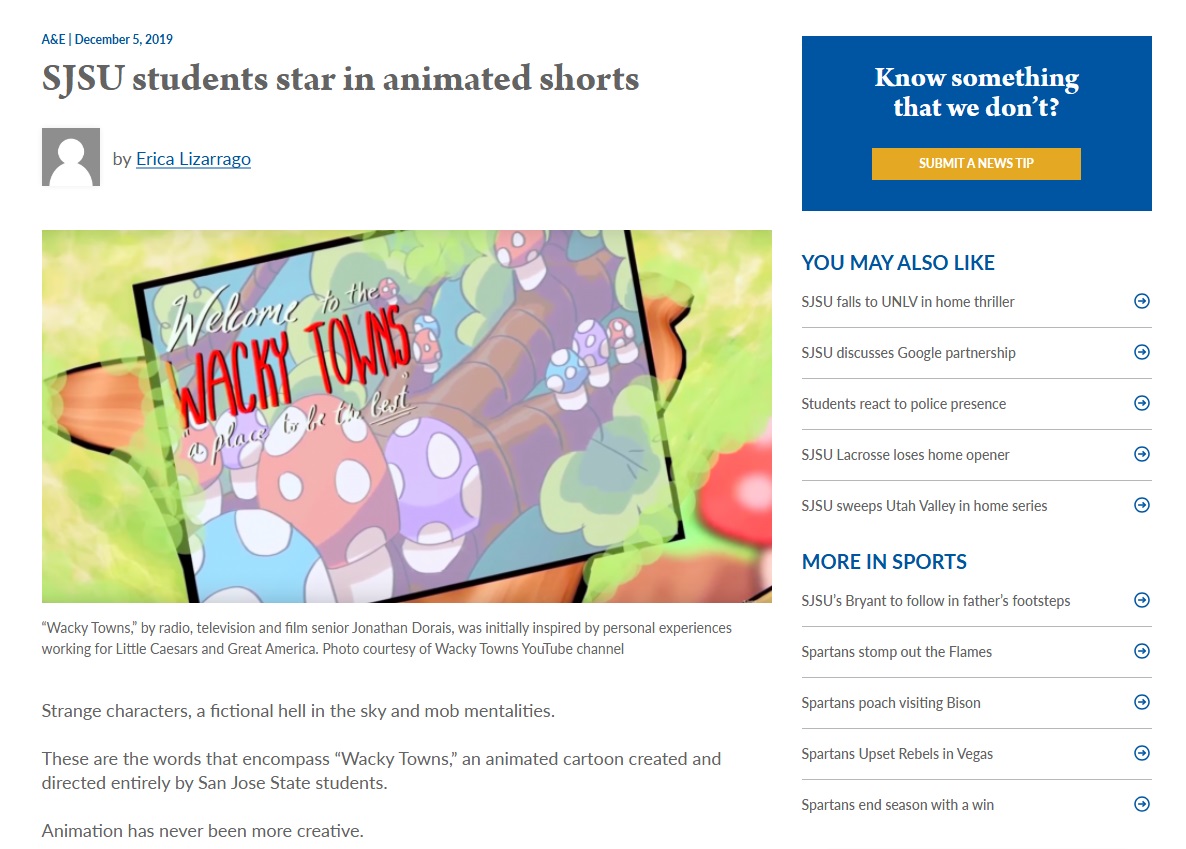 A&E | December 5, 2019
SJSU students star in animated shorts
by Erica Lizarrago
Welcome to the
WACKY TOWNS
"a place to be the best"
“Wacky Towns,” by radio, television and film senior Jonathan Dorais, was initially inspired by personal experiences
working for Little Caesars and Great America. Photo courtesy of Wacky Towns YouTube channel
Strange characters, a fictional hell in the sky and mob mentalities.
These are the words that encompass “Wacky Towns,” an animated cartoon created and
directed entirely by San Jose State students.
Animation has never been more creative.
Know something
that we don’t?
SUBMIT A NEWS TIP
YOU MAY ALSO LIKE
SJSU falls to UNLV in home thriller
SJSU discusses Google partnership
Students react to police presence
SJSU Lacrosse loses home opener
SJSU sweeps Utah Valley in home series
MORE IN SPORTS
SJSU’s Bryant to follow in father’s footsteps
Spartans stomp out the Flames
Spartans poach visiting Bison
Spartans Upset Rebels in Vegas
Spartans end season with a win